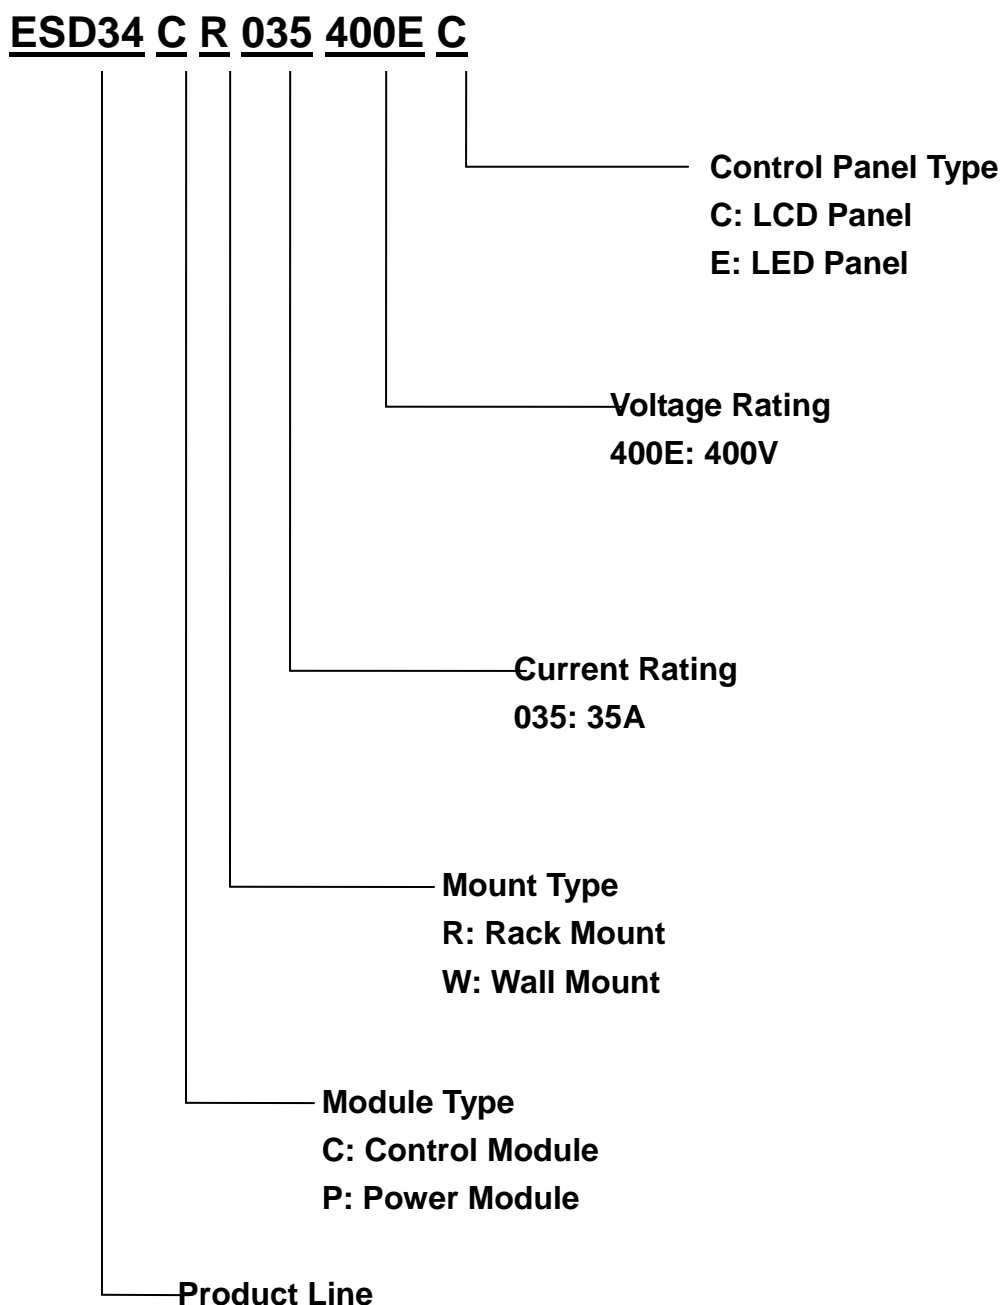 ESD34 C R 035 400E C
Control Panel Type
C: LCD Panel
E: LED Panel
Voltage Rating
400E: 400V
Current Rating
035: 35A
Mount Type
R: Rack Mount
W: Wall Mount
Module Type
C: Control Module
P: Power Module
Product Line